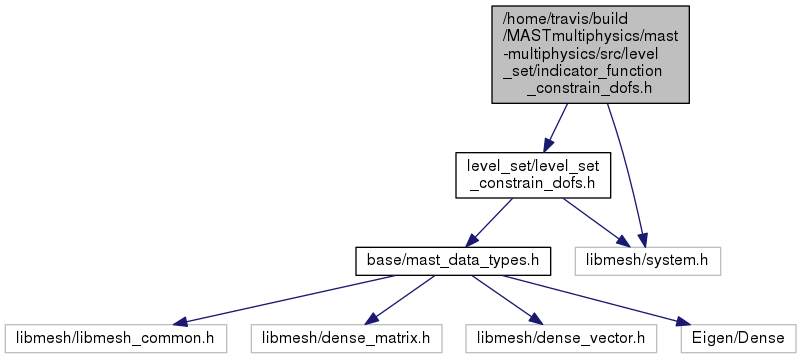 /home/travis/build
/MASTmultiphysics/mast
-multiphysics/src/level
_set/indicator_function
_constrain_dofs.h
level_set/level_set
_constrain_dofs.h
base/mast_data_types.h
libmesh/system.h
libmesh/libmesh_common.h
libmesh/dense_matrix.h
libmesh/dense_vector.h
Eigen/Dense